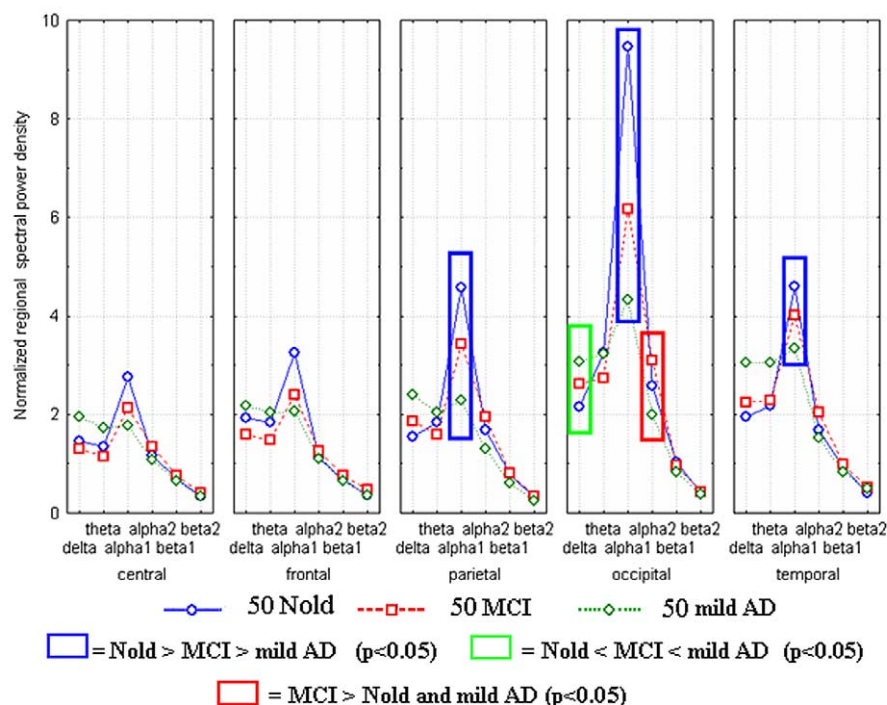 Normalized regional spectral power density
10
8
6
4
2
0
theta alpha2 beta2
delta alpha1 beta1
central
theta alpha2 beta2
delta alpha1 beta1
frontal
theta alpha2 beta2
delta alpha1 beta1
parietal
theta alpha2 beta2
delta alpha1 beta1
occipital
theta alpha2 beta2
delta alpha1 beta1
temporal
50 Nold 50 MCI 50 mild AD
= Nold > MCI > mild AD (p<0.05) = Nold < MCI < mild AD (p<0.05)
= MCI > Nold and mild AD (p<0.05)